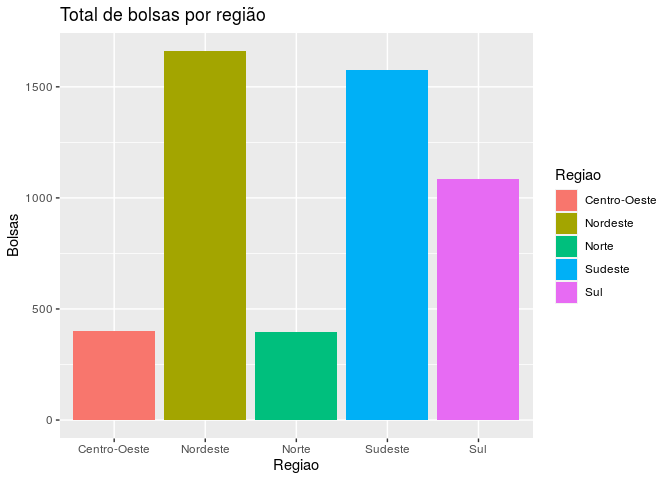 Total de bolsas por região
Bolsas
1500
1000
500
0
Centro-Oeste
Nordeste
Norte
Sudeste
Sul
Regiao
Regiao
Centro-Oeste
Nordeste
Norte
Sudeste
Sul